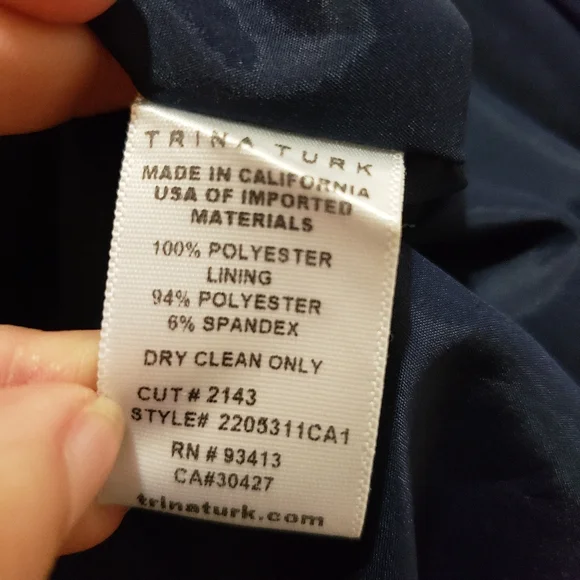 TRINA TURK
MADE IN CALIFORNIA
USA OF IMPORTED
MATERIALS
100% POLYESTER
LINING
94% POLYESTER
6% SPANDEX
DRY CLEAN ONLY
CUT # 2143
STYLE# 2205311CA1
RN # 93413
CA#30427
trinaturk.com